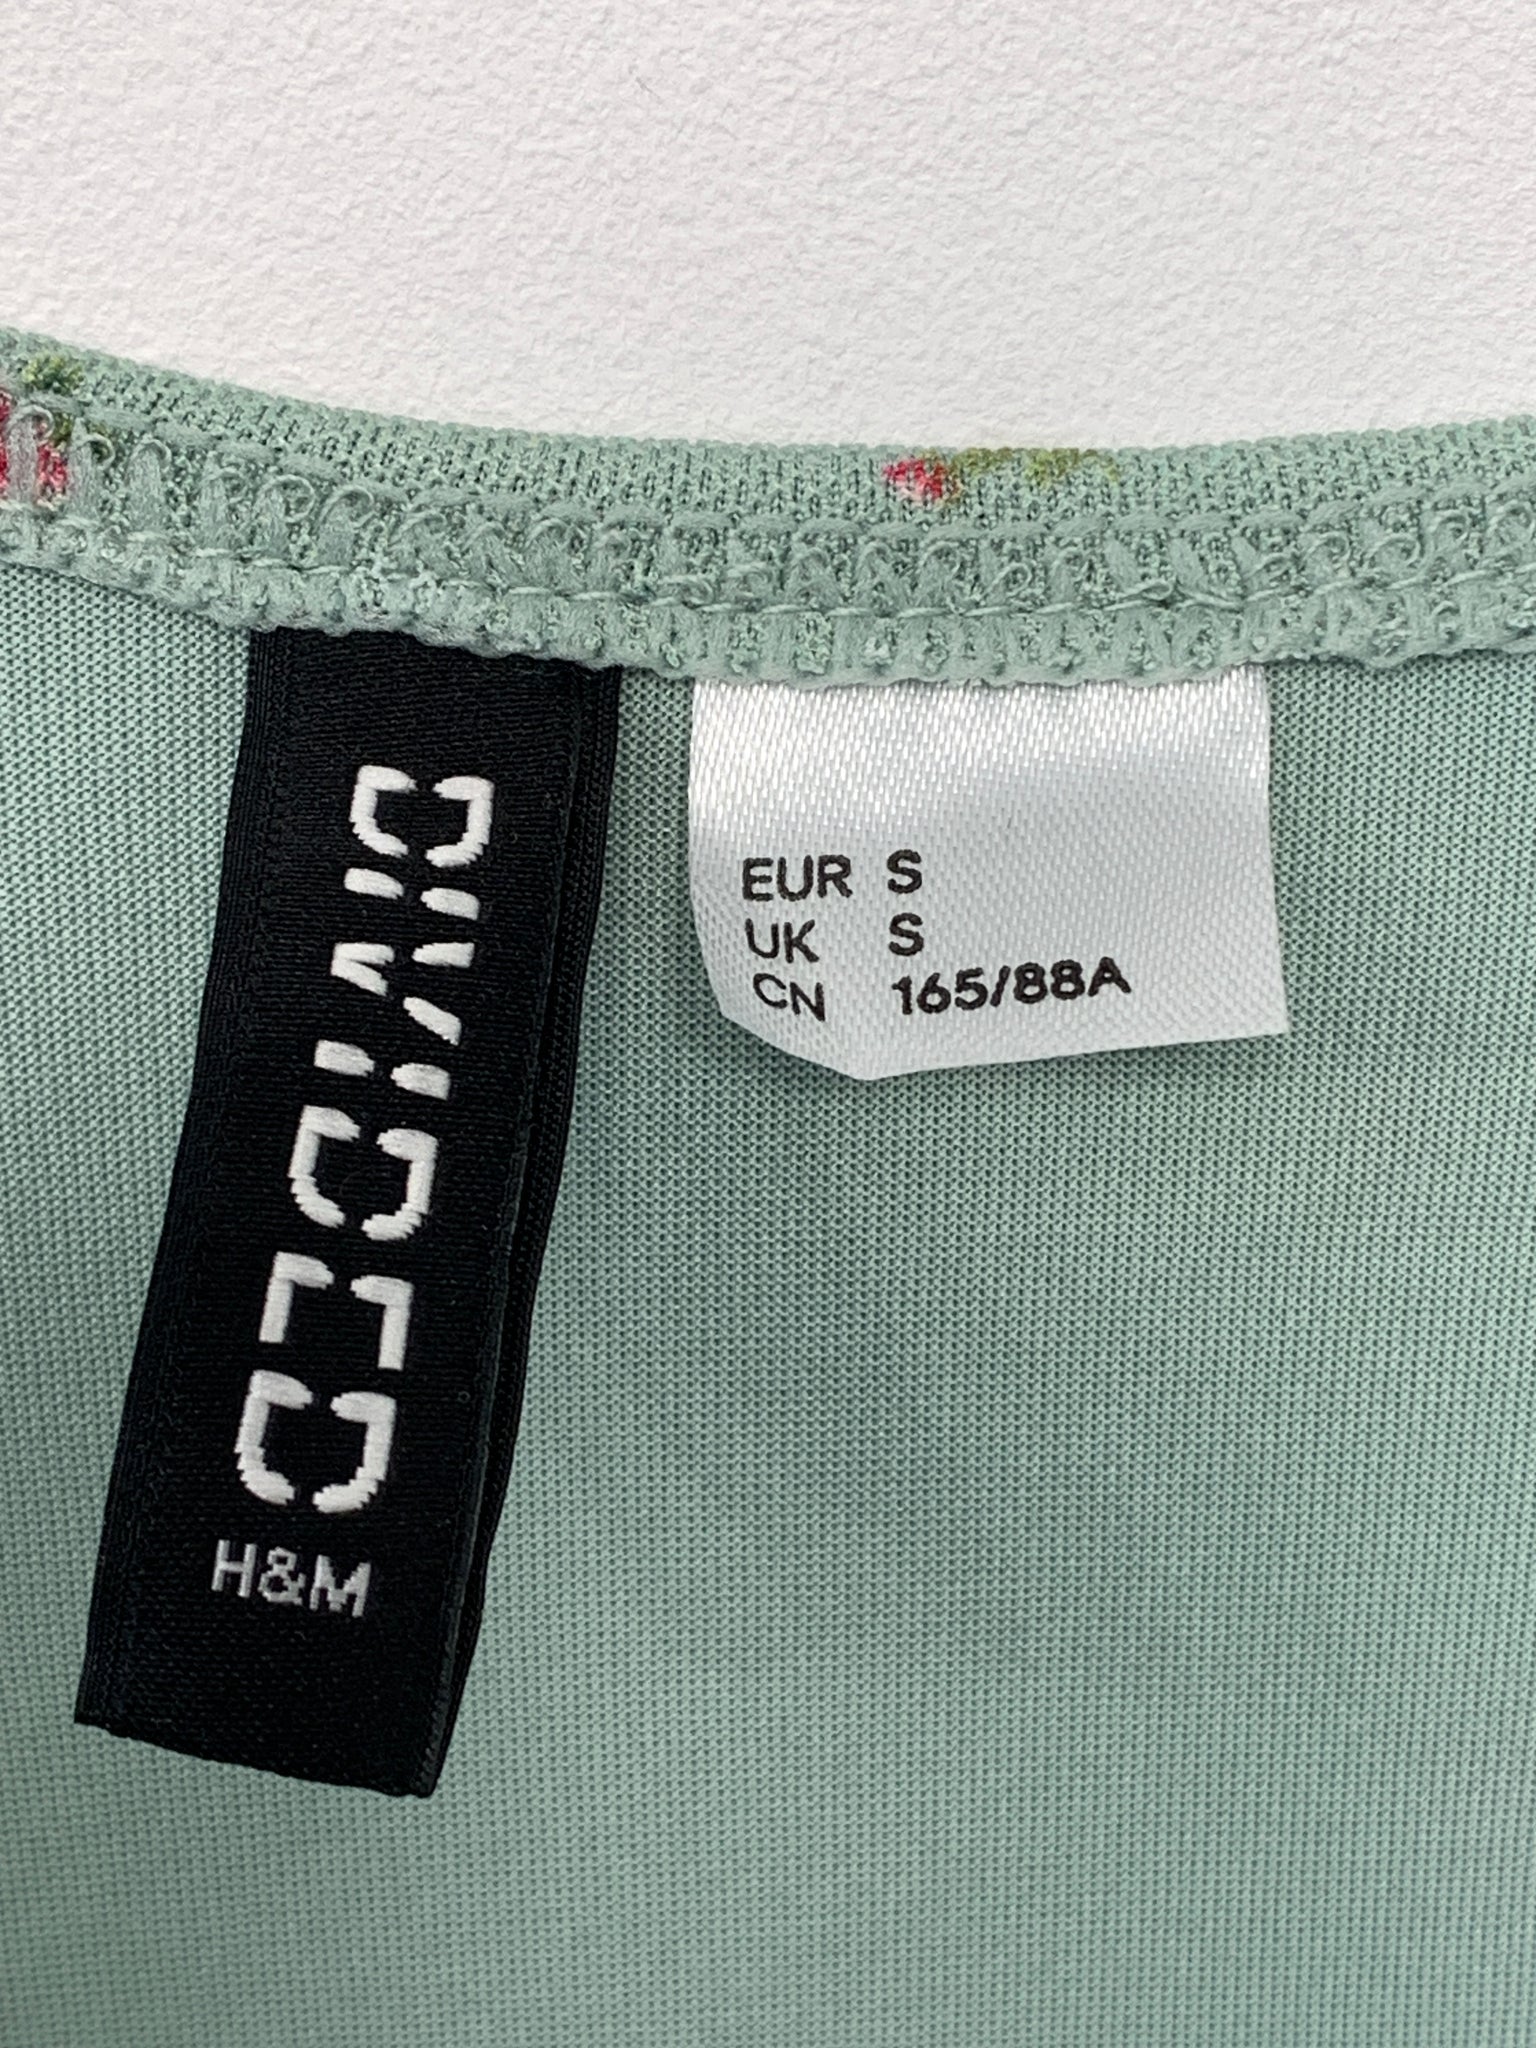 DIVIDED
H&M
EUR S
UK S
CN 165/88A